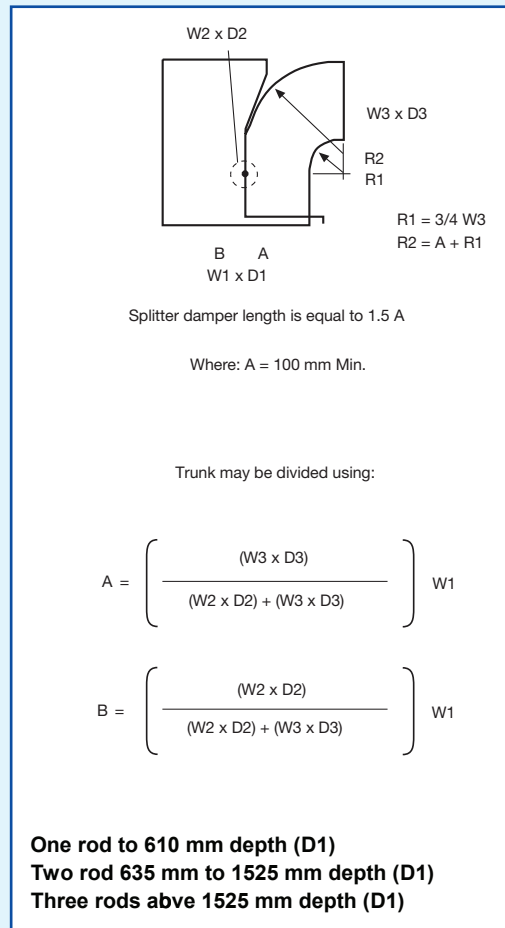 W2 x D2
W3 x D3
R2
R1
R1 = 3/4 W3
R2 = A + R1
B A
W1 x D1
Splitter damper length is equal to 1.5 A
Where: A = 100 mm Min.
Trunk may be divided using:
(W3 x D3)
A = W1
(W2 x D2) + (W3 x D3)
(W2 x D2)
B = W1
(W2 x D2) + (W3 x D3)
One rod to 610 mm depth (D1)
Two rod 635 mm to 1525 mm depth (D1)
Three rods abve 1525 mm depth (D1)